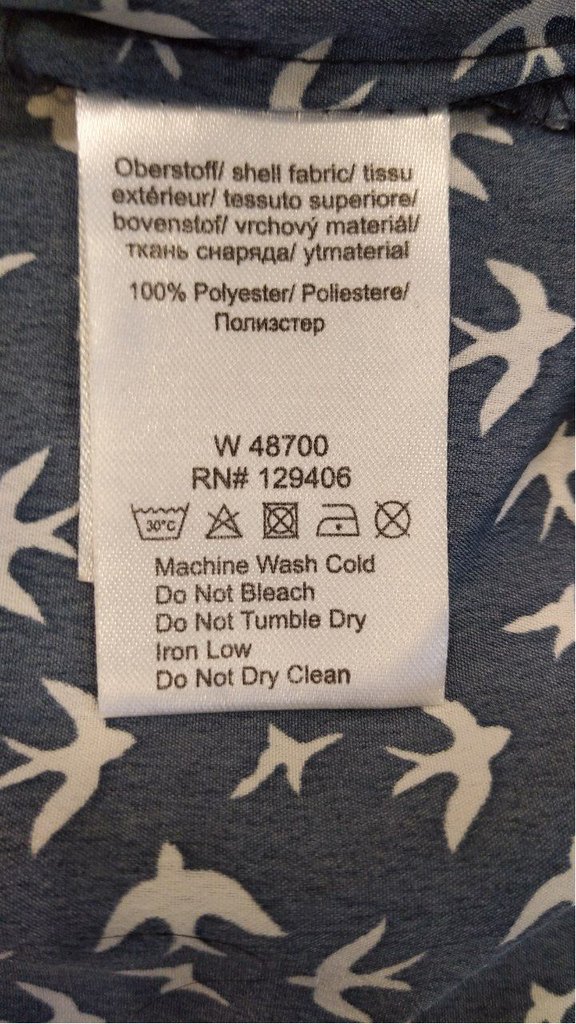 Oberstoff/ shell fabric/ tissu
extérieur/ tessuto superiore/
bovenstof/ vrchový materiál/
ткань снаряда/ ytmaterial
100% Polyester/ Poliestere/
Полиэстер
W 48700
RN# 129406
30°C
Machine Wash Cold
Do Not Bleach
Do Not Tumble Dry
Iron Low
Do Not Dry Clean